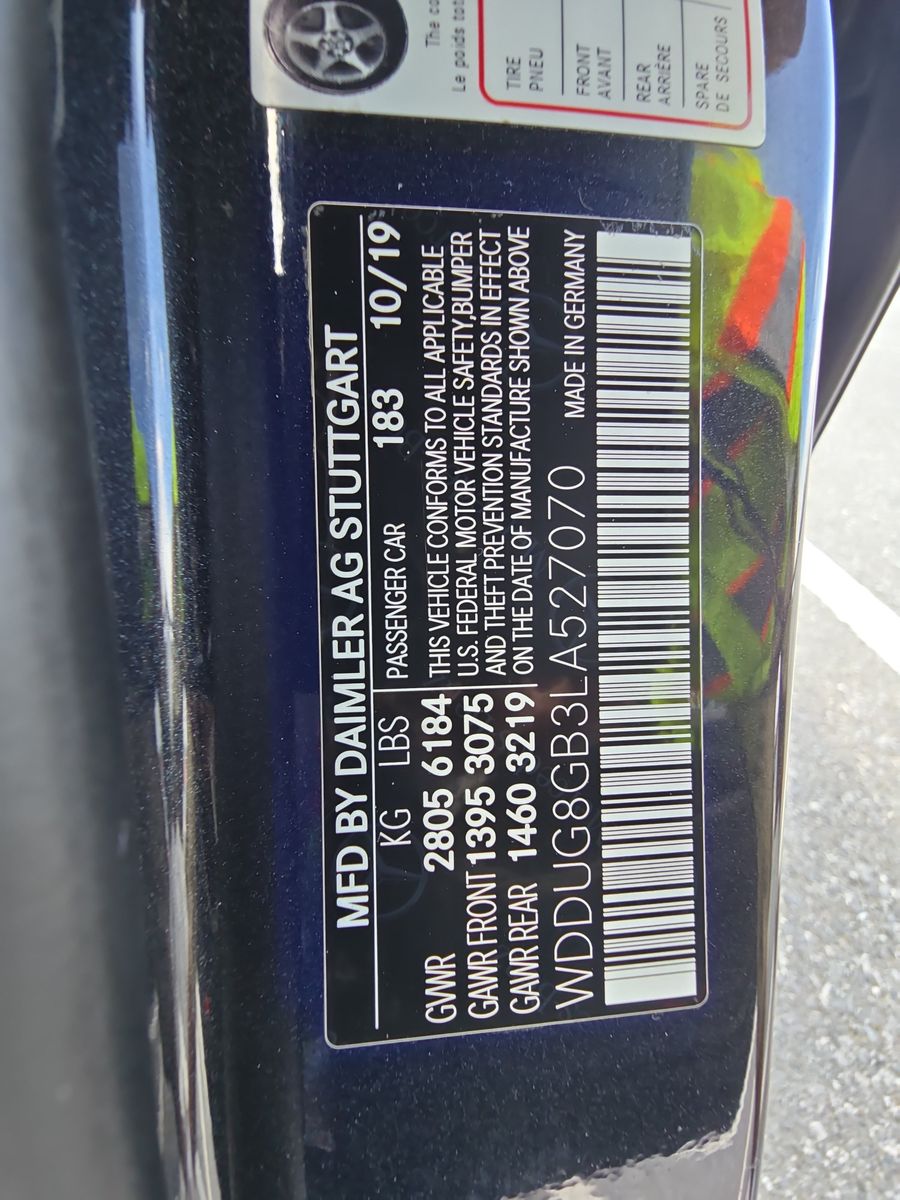 The
Le poids
TIRE
PNEU
FRONT
AVANT
REAR
ARRIÈRE
SPARE
DE SECOURS
MFD BY DAIMLER AG STUTTGART
KG LBS PASSENGER CAR 183 10/19
GVWR 2805 6184 THIS VEHICLE CONFORMS TO ALL APPLICABLE
GAWR FRONT 1395 3075 U.S. FEDERAL MOTOR VEHICLE SAFETY,BUMPER
AND THEFT PREVENTION STANDARDS IN EFFECT
GAWR REAR 1460 3219 ON THE DATE OF MANUFACTURE SHOWN ABOVE
WDDUG8GB3LA527070 MADE IN GERMANY